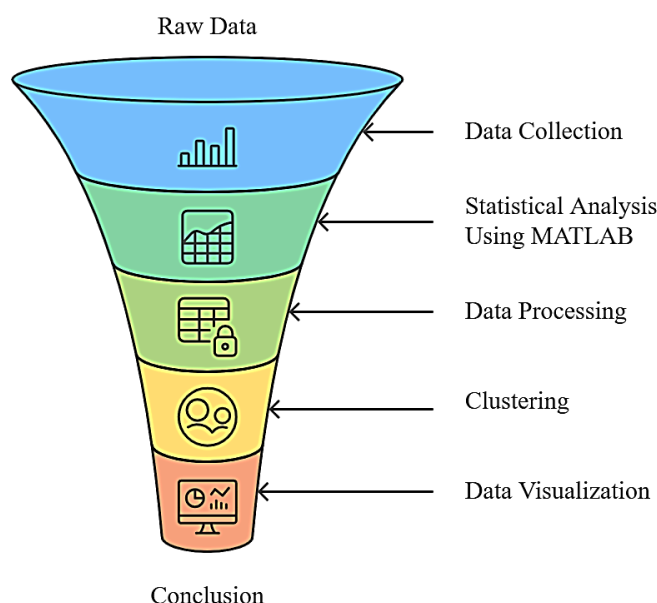 Raw Data
Data Collection
Statistical Analysis
Using MATLAB
Data Processing
Clustering
Data Visualization
Conclusion